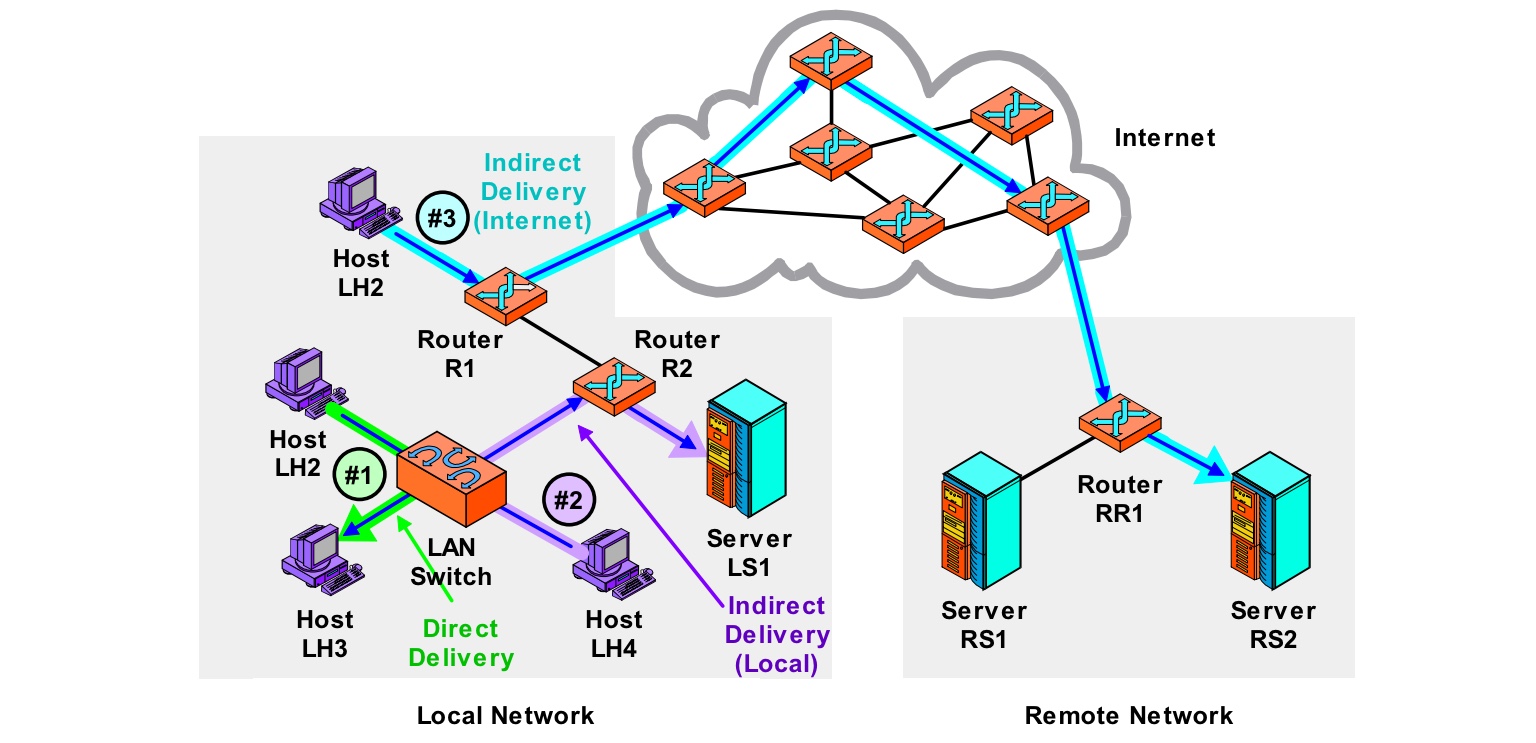 Internet
Indirect
Delivery
(Internet)
#3
Host
LH2
Router
R1
Router
R2
Host
LH2
#1
#2
LAN
Switch
Server
LS1
Host
LH3
Direct
Delivery
Host
LH4
Indirect
Delivery
(Local)
Router
RR1
Server
RS1
Server
RS2
Local Network
Remote Network